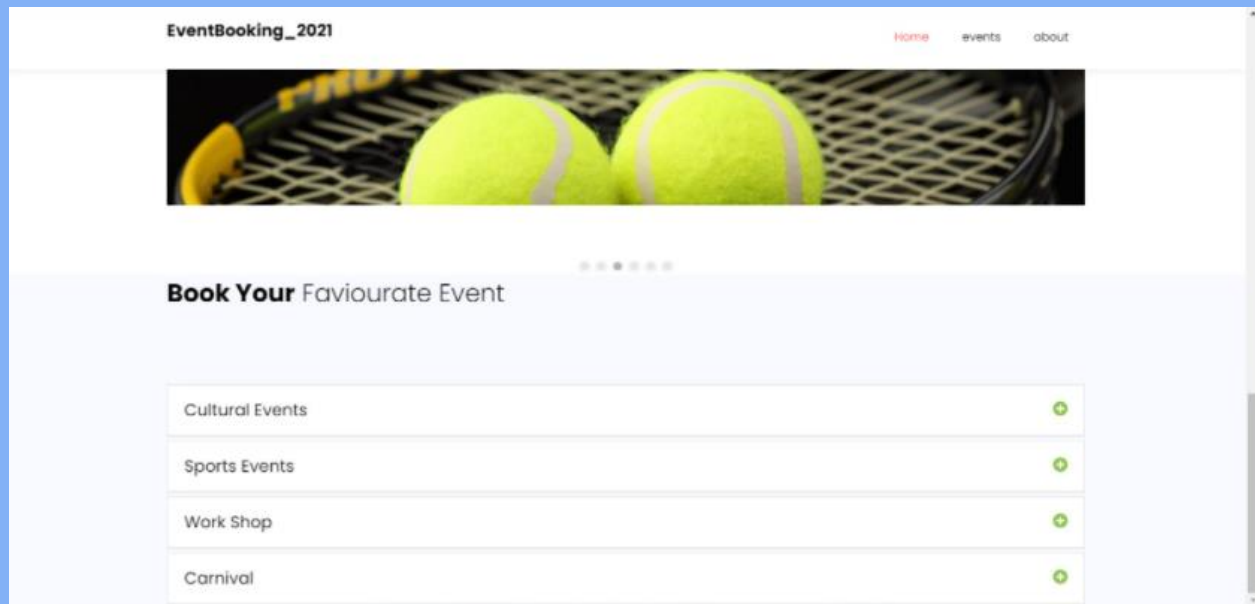 EventBooking_2021
Home events about
Book Your Faviourate Event
Cultural Events
Sports Events
Work Shop
Carnival